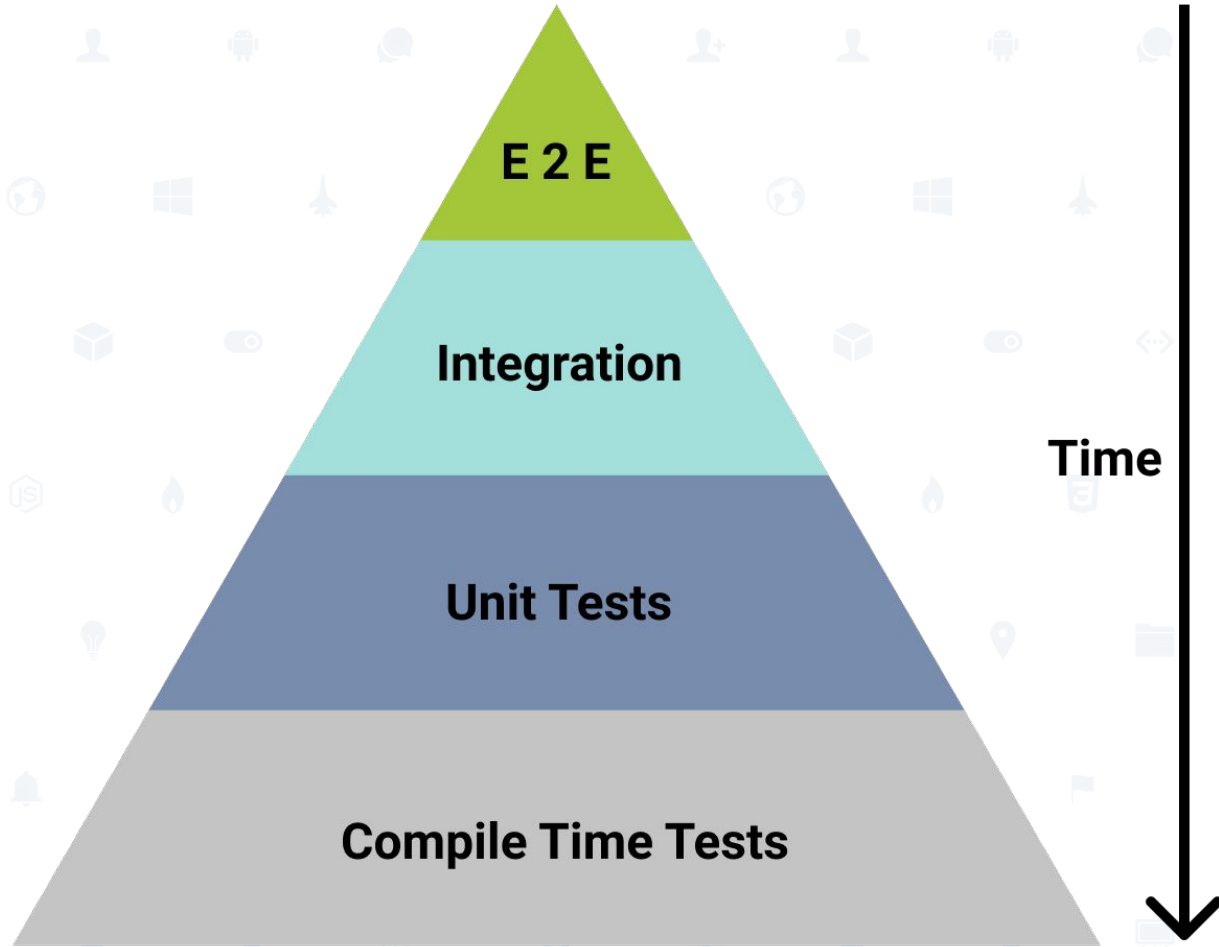 E 2 E
Integration
Time
Unit Tests
Compile Time Tests